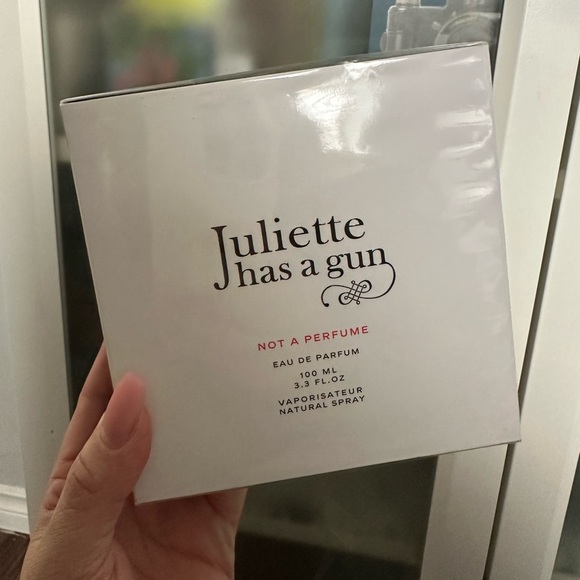 Juliette
has a gun
NOT A PERFUME
EAU DE PARFUM
100 ML
3.3 FL.OZ
VAPORISATEUR
NATURAL SPRAY